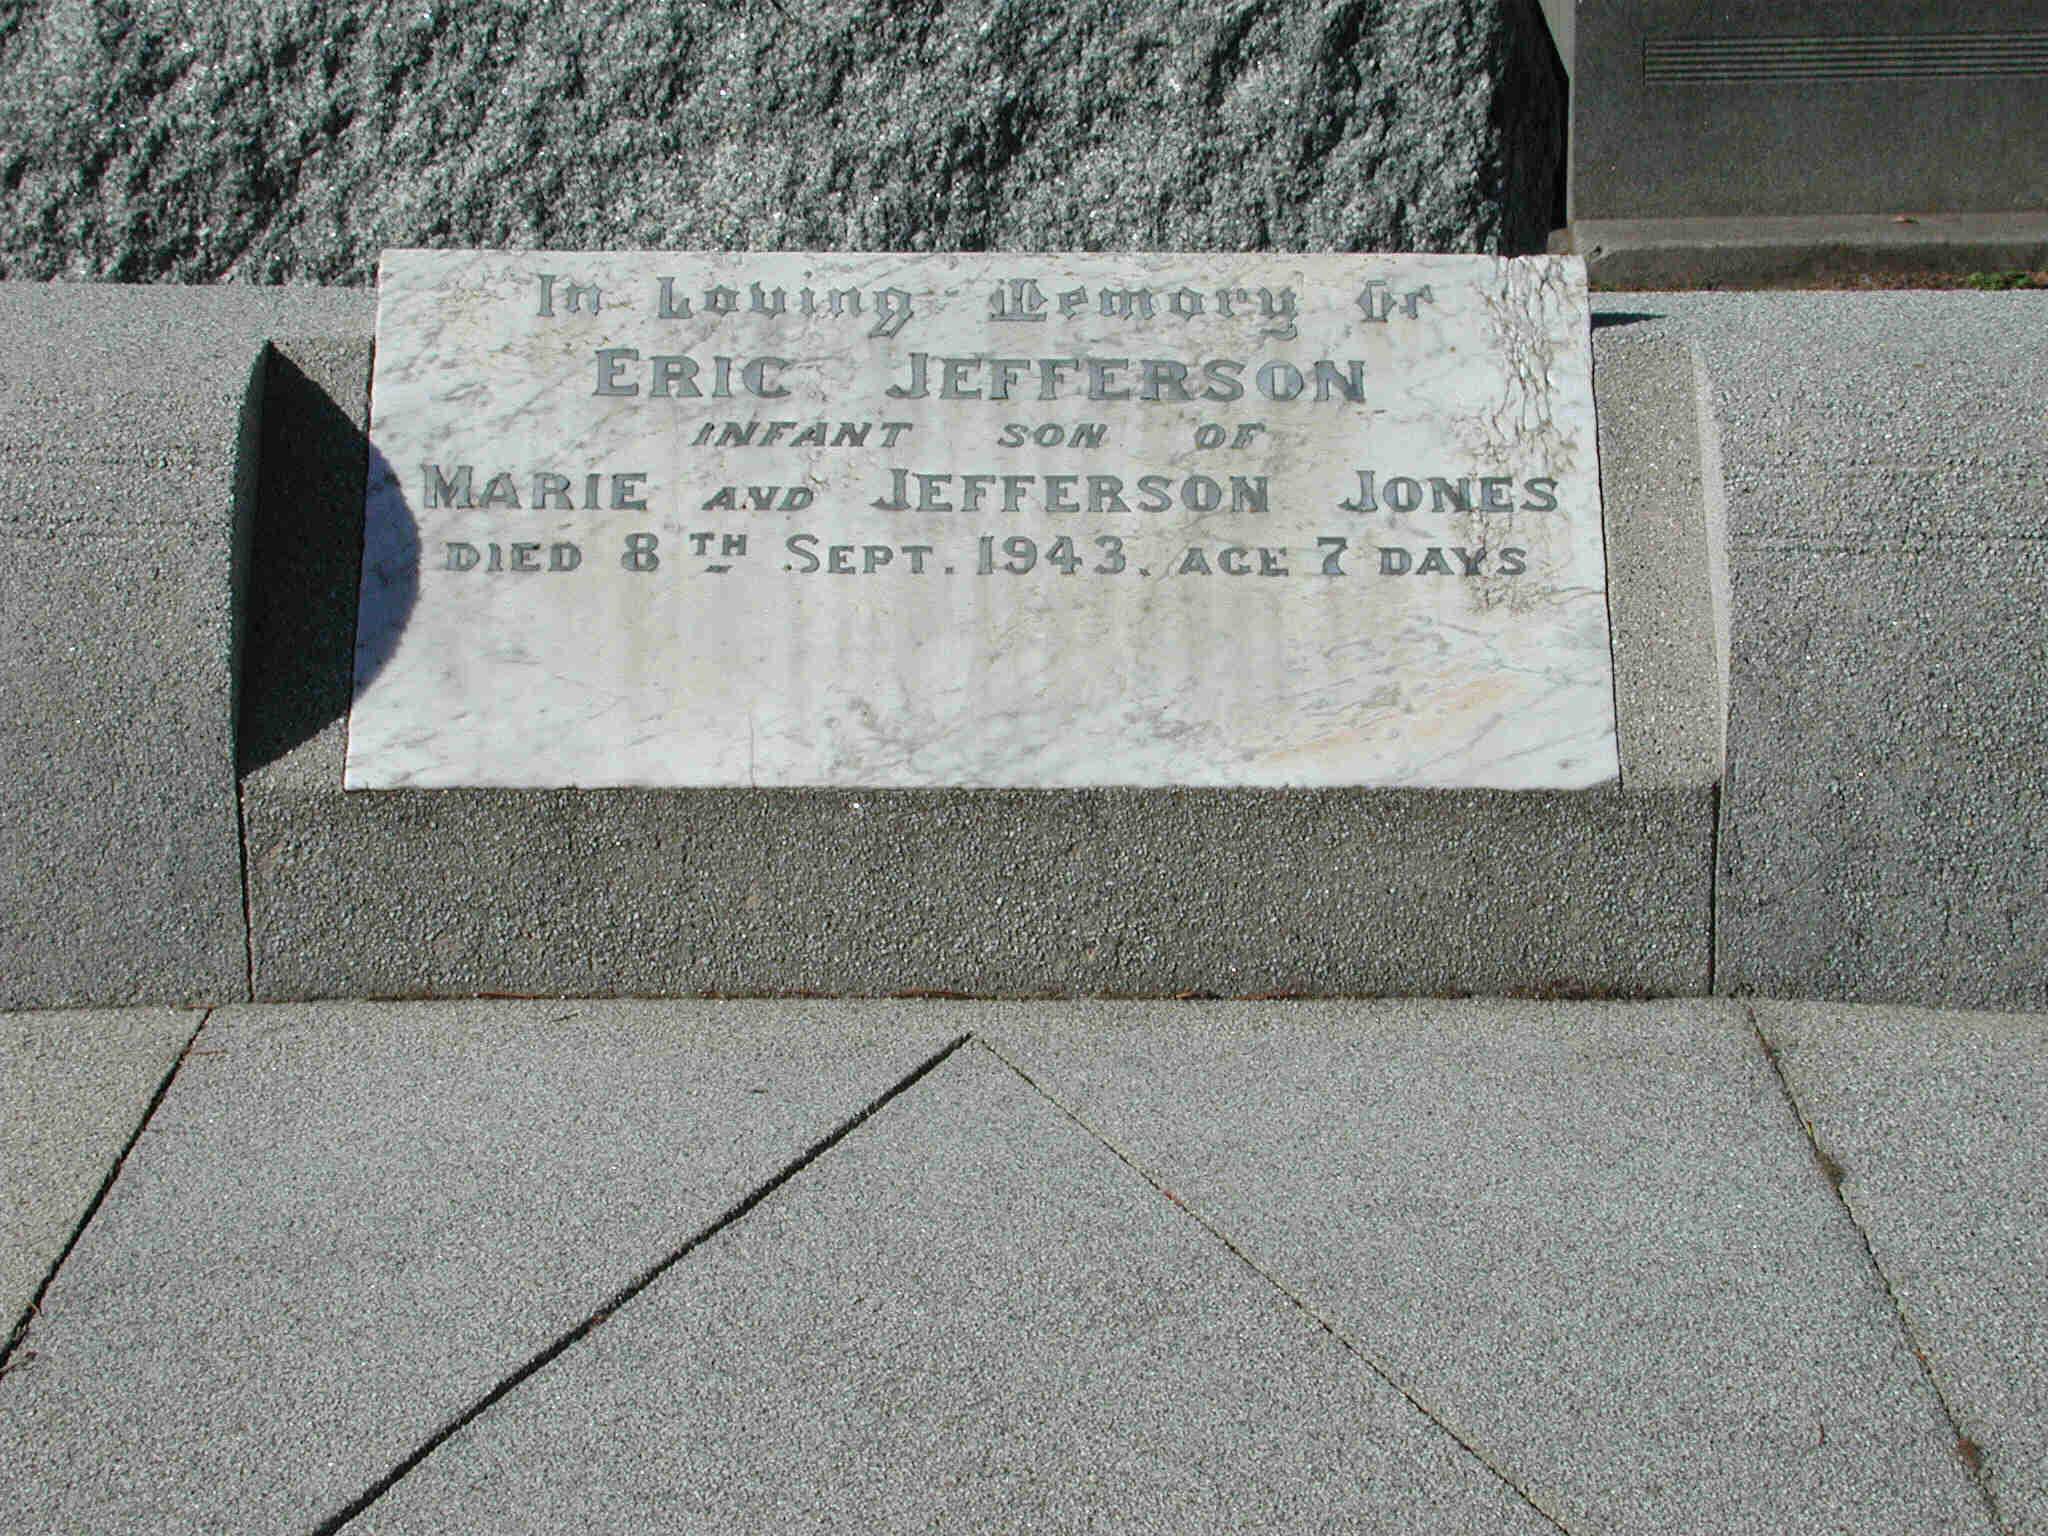 In Loving Memory Of
ERIC JEFFERSON
INFANT SON OF
MARIE AND JEFFERSON JONES
DIED 8TH SEPT. 1943. AGE 7 DAYS